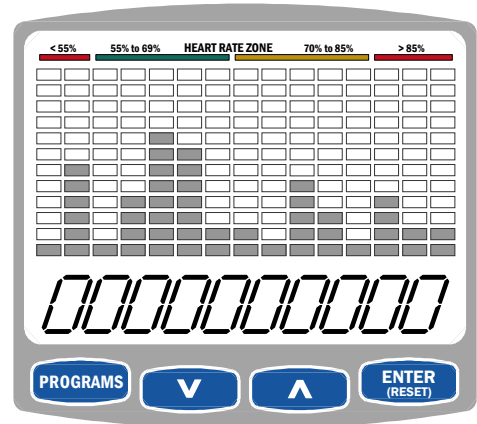 < 55% 55% to 69% HEART RATE ZONE 70% to 85% > 85%
0000000000
PROGRAMS V Λ ENTER
(RESET)